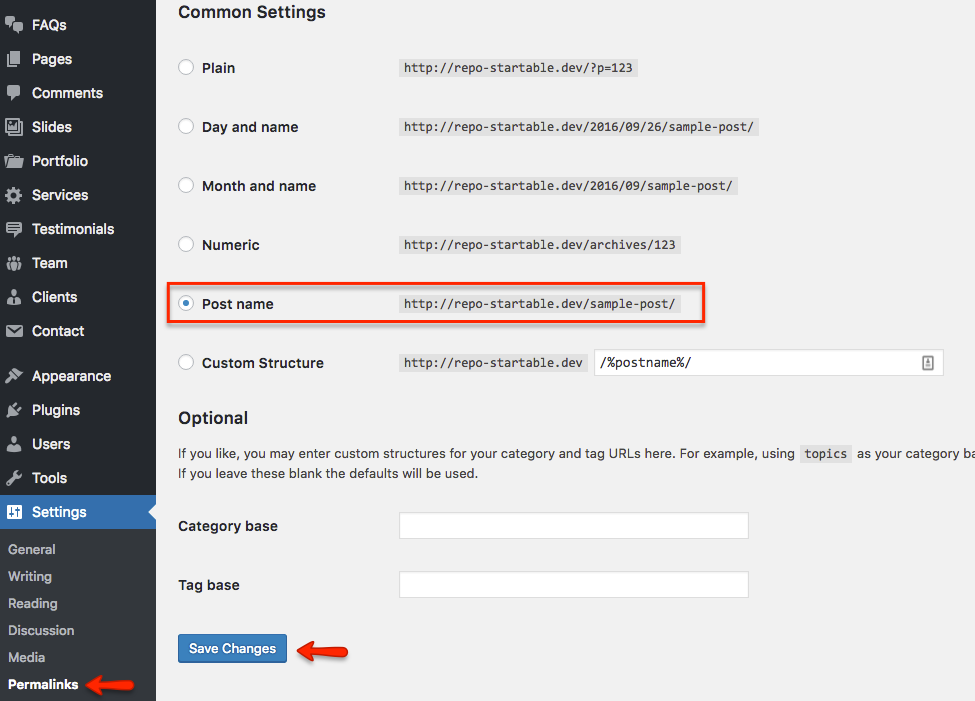 FAQs
Pages
Comments
Slides
Portfolio
Services
Testimonials
Team
Clients
Contact
Appearance
Plugins
Users
Tools
Settings
General
Writing
Reading
Discussion
Media
Permalinks
Common Settings
Plain http://repo-startable.dev/?p=123
Day and name http://repo-startable.dev/2016/09/26/sample-post/
Month and name http://repo-startable.dev/2016/09/sample-post/
Numeric http://repo-startable.dev/archives/123
Post name http://repo-startable.dev/sample-post/
Custom Structure http://repo-startable.dev /%postname%/
Optional
If you like, you may enter custom structures for your category and tag URLs here. For example, using topics as your category ba
If you leave these blank the defaults will be used.
Category base
Tag base
Save Changes